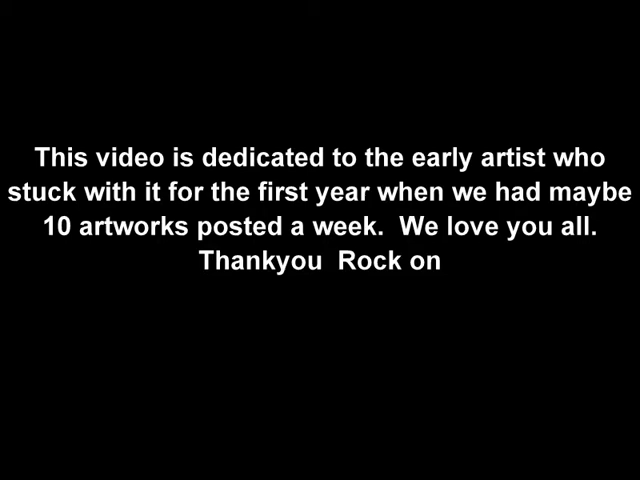 This video is dedicated to the early artist who
stuck with it for the first year when we had maybe
10 artworks posted a week.  We love you all.
Thankyou  Rock on